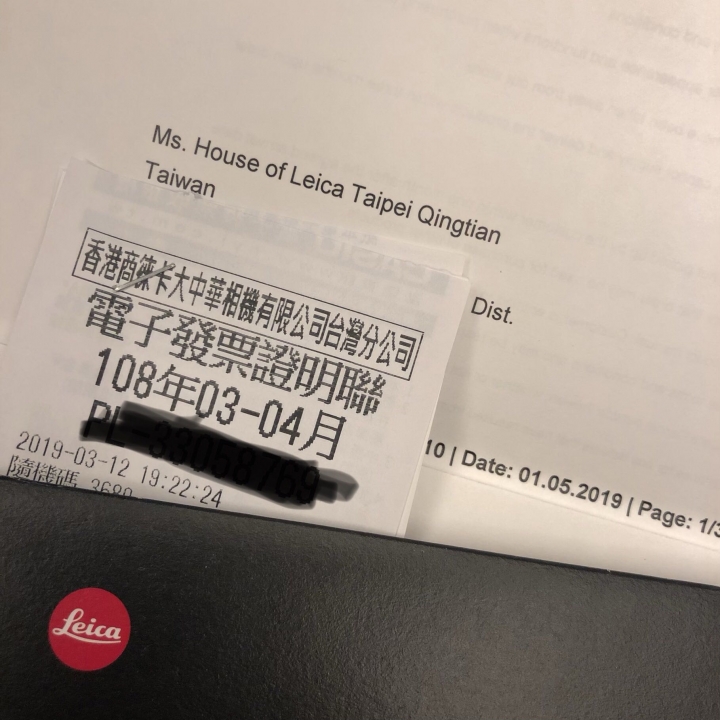 Ms. House of Leica Taipei Qingtian
Taiwan
Dist.
香港商徠卡大中華相機有限公司台灣分公司
電子發票證明聯
108年03-04月
2019-03-12 19:22:24
隨機碼 3680
10 | Date: 01.05.2019 | Page: 1/3
Leica